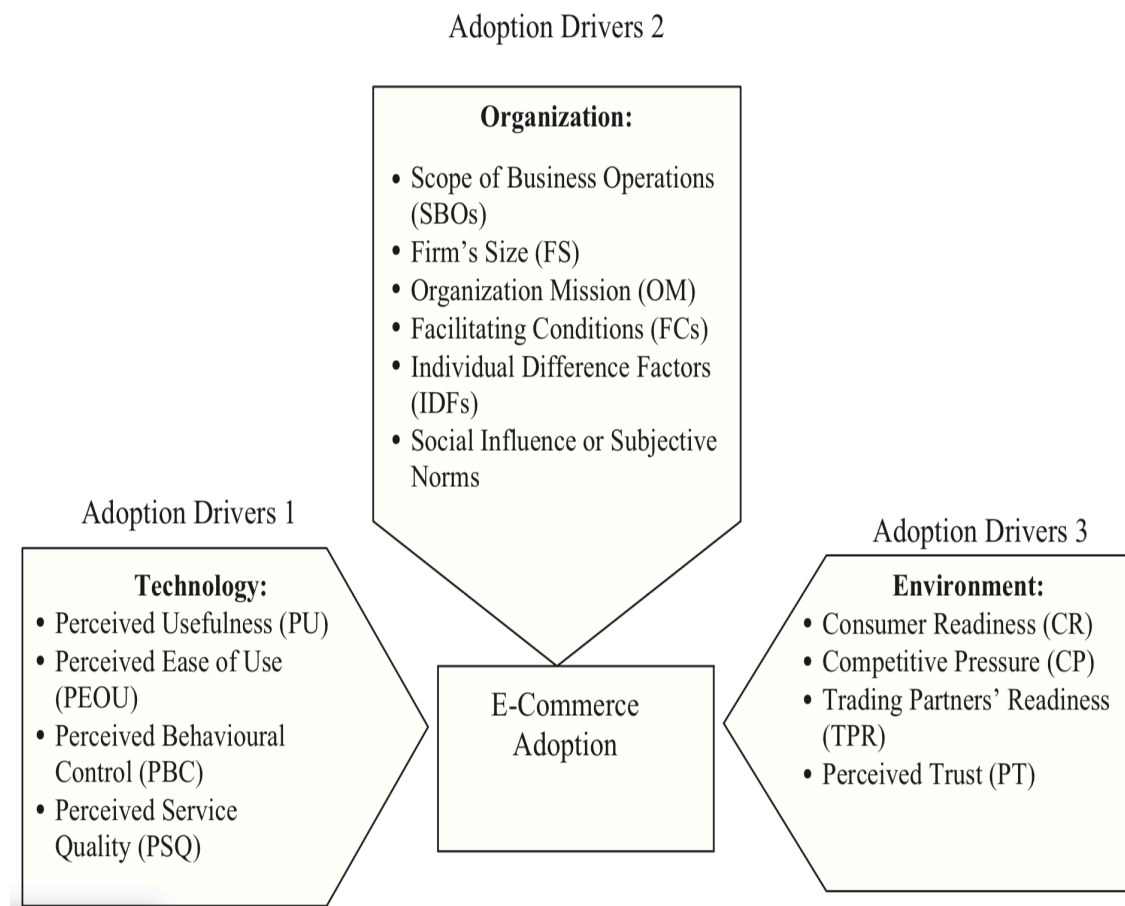 Adoption Drivers 2
Organization:
• Scope of Business Operations
(SBOs)
• Firm’s Size (FS)
• Organization Mission (OM)
• Facilitating Conditions (FCs)
• Individual Difference Factors
(IDFs)
• Social Influence or Subjective
Norms
Adoption Drivers 1
Technology:
• Perceived Usefulness (PU)
• Perceived Ease of Use
(PEOU)
• Perceived Behavioural
Control (PBC)
• Perceived Service
Quality (PSQ)
E-Commerce
Adoption
Adoption Drivers 3
Environment:
• Consumer Readiness (CR)
• Competitive Pressure (CP)
• Trading Partners’ Readiness
(TPR)
• Perceived Trust (PT)